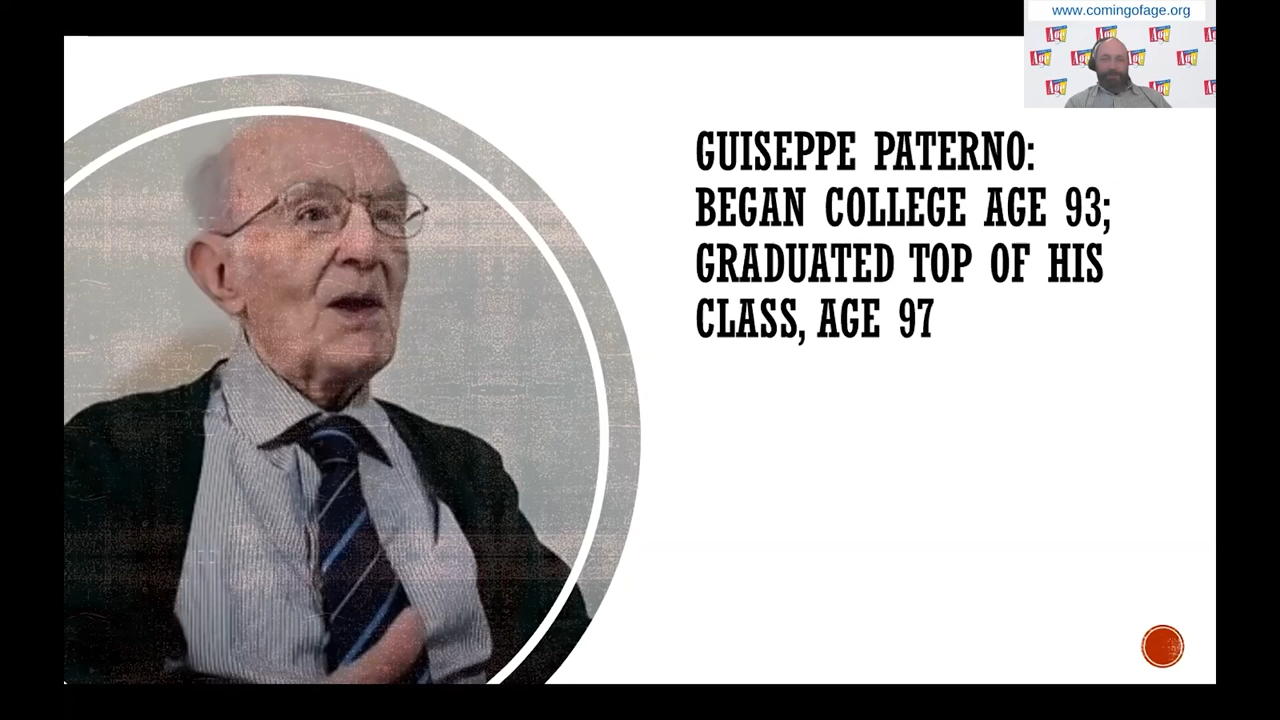 www.comingofage.org
GUISEPPE PATERNO:
BEGAN COLLEGE AGE 93;
GRADUATED TOP OF HIS
CLASS, AGE 97